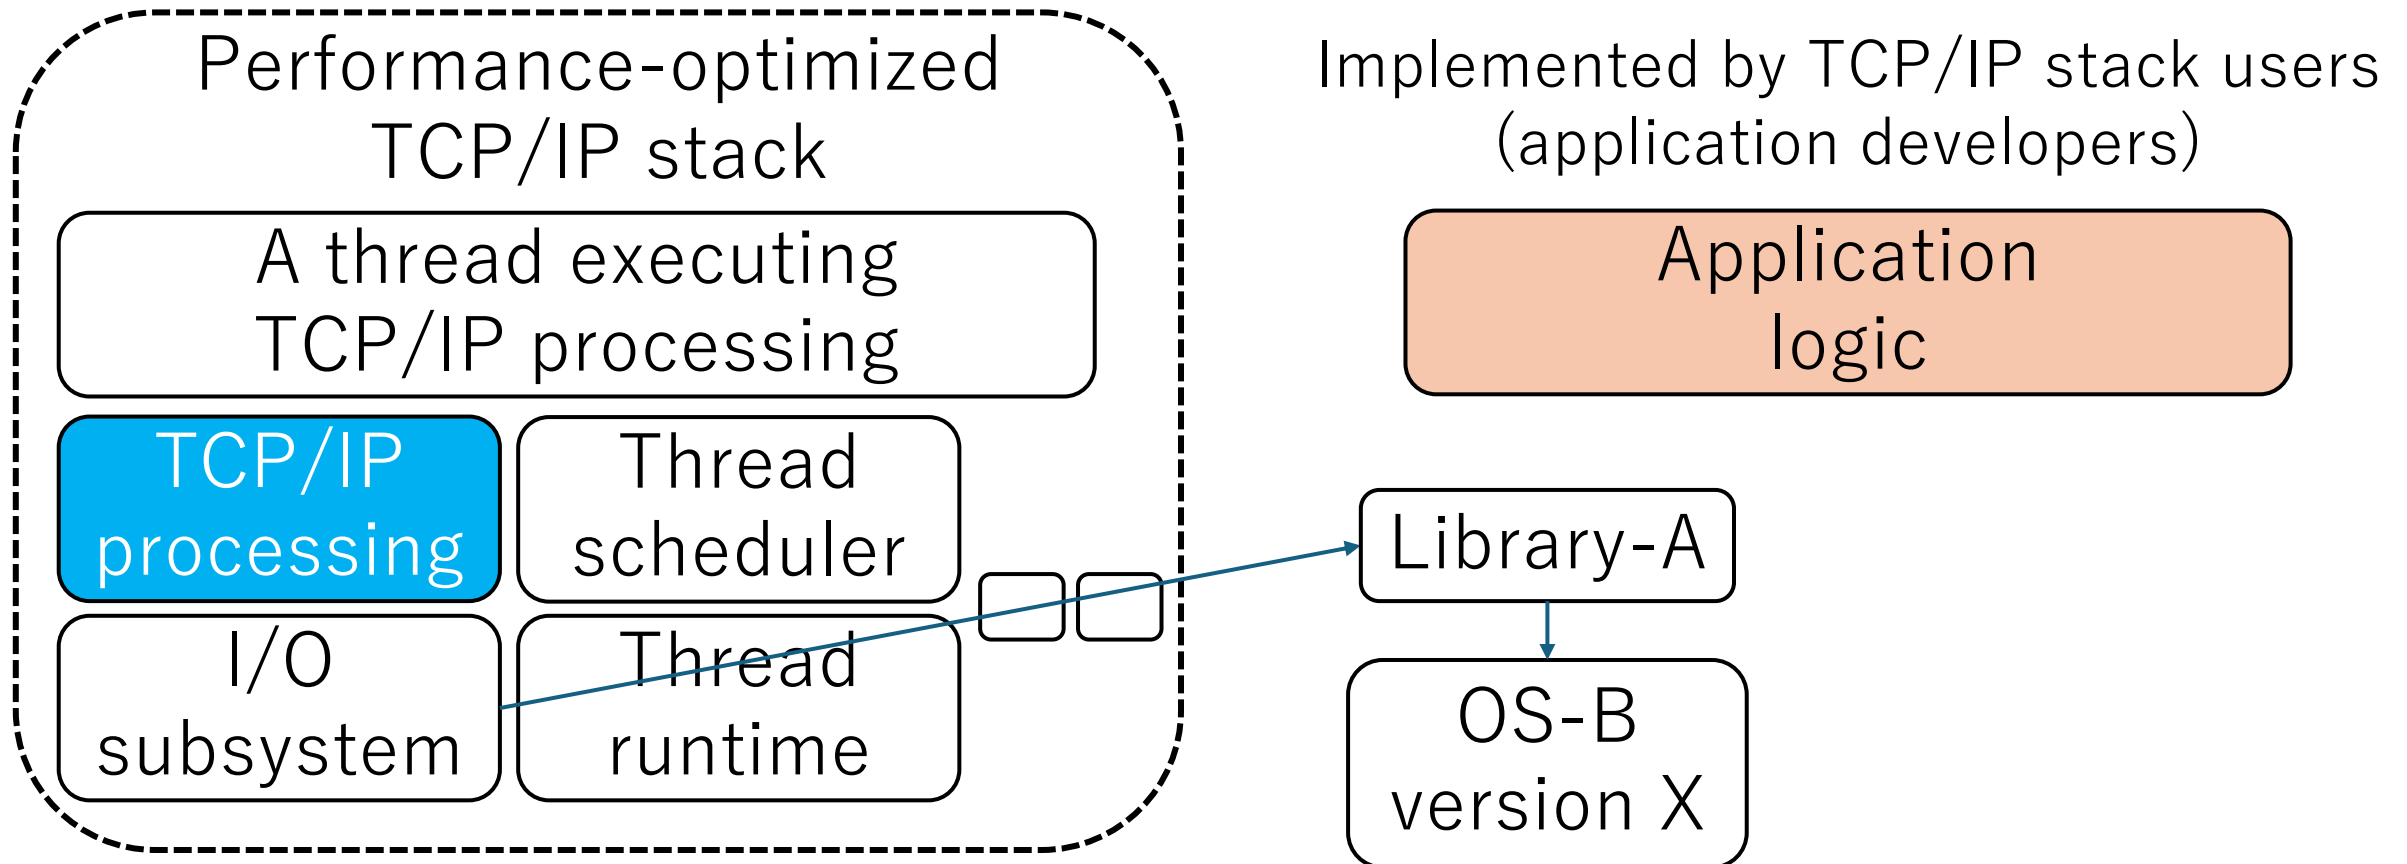 Performance-optimized
TCP/IP stack
A thread executing
TCP/IP processing
TCP/IP
processing
Thread
scheduler
I/O
subsystem
Thread
runtime
Implemented by TCP/IP stack users
(application developers)
Application
logic
Library-A
OS-B
version X